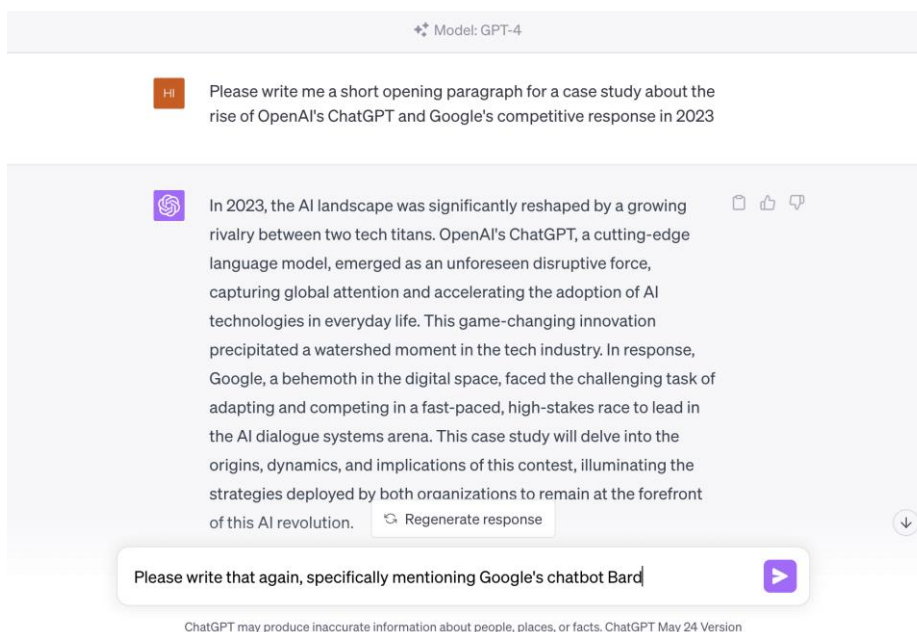 Model: GPT-4
HI
Please write me a short opening paragraph for a case study about the
rise of OpenAI's ChatGPT and Google's competitive response in 2023
In 2023, the AI landscape was significantly reshaped by a growing
rivalry between two tech titans. OpenAI's ChatGPT, a cutting-edge
language model, emerged as an unforeseen disruptive force,
capturing global attention and accelerating the adoption of AI
technologies in everyday life. This game-changing innovation
precipitated a watershed moment in the tech industry. In response,
Google, a behemoth in the digital space, faced the challenging task of
adapting and competing in a fast-paced, high-stakes race to lead in
the AI dialogue systems arena. This case study will delve into the
origins, dynamics, and implications of this contest, illuminating the
strategies deployed by both organizations to remain at the forefront
of this AI revolution.
Regenerate response
Please write that again, specifically mentioning Google's chatbot Bard
ChatGPT may produce inaccurate information about people, places, or facts. ChatGPT May 24 Version